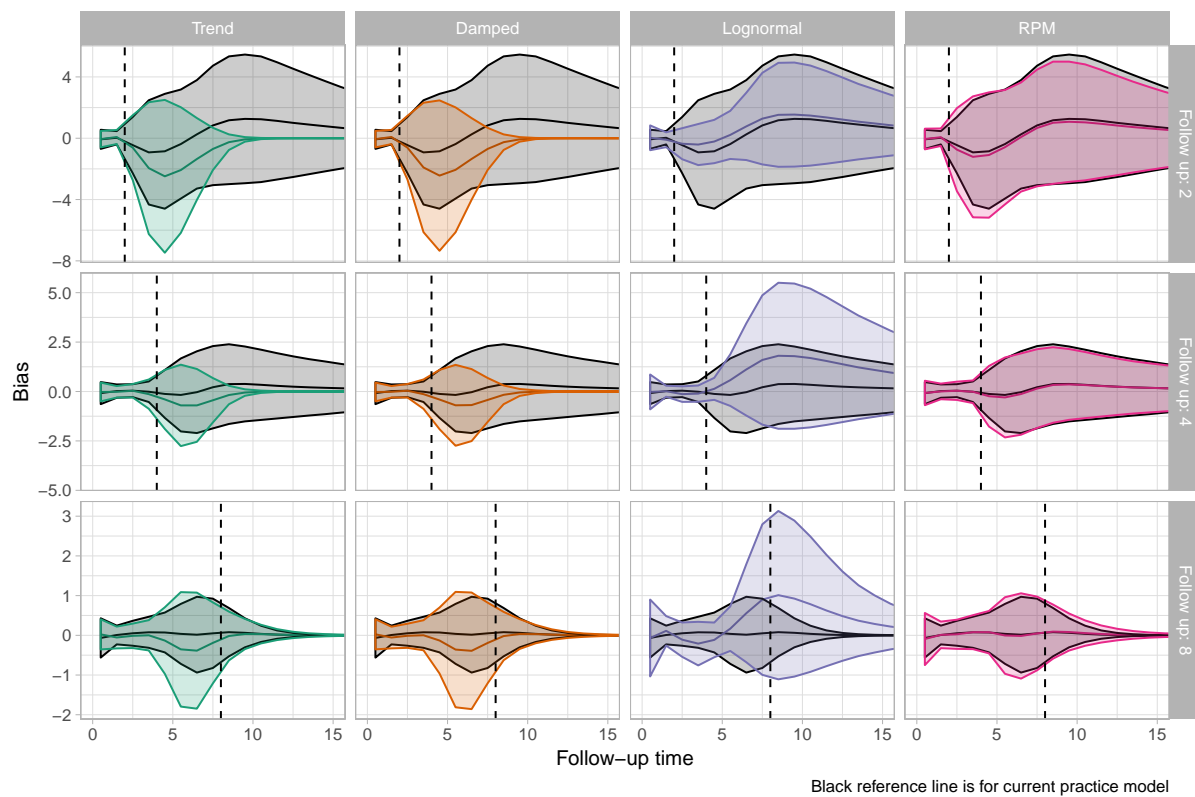 Trend
Damped
Lognormal
RPM
4
0
−4
−8
Follow up: 2
5.0
2.5
0.0
−2.5
−5.0
Follow up: 4
3
2
1
0
−1
−2
Follow up: 8
Bias
0 5 10 15
0 5 10 15
0 5 10 15
0 5 10 15
Follow−up time
Black reference line is for current practice model